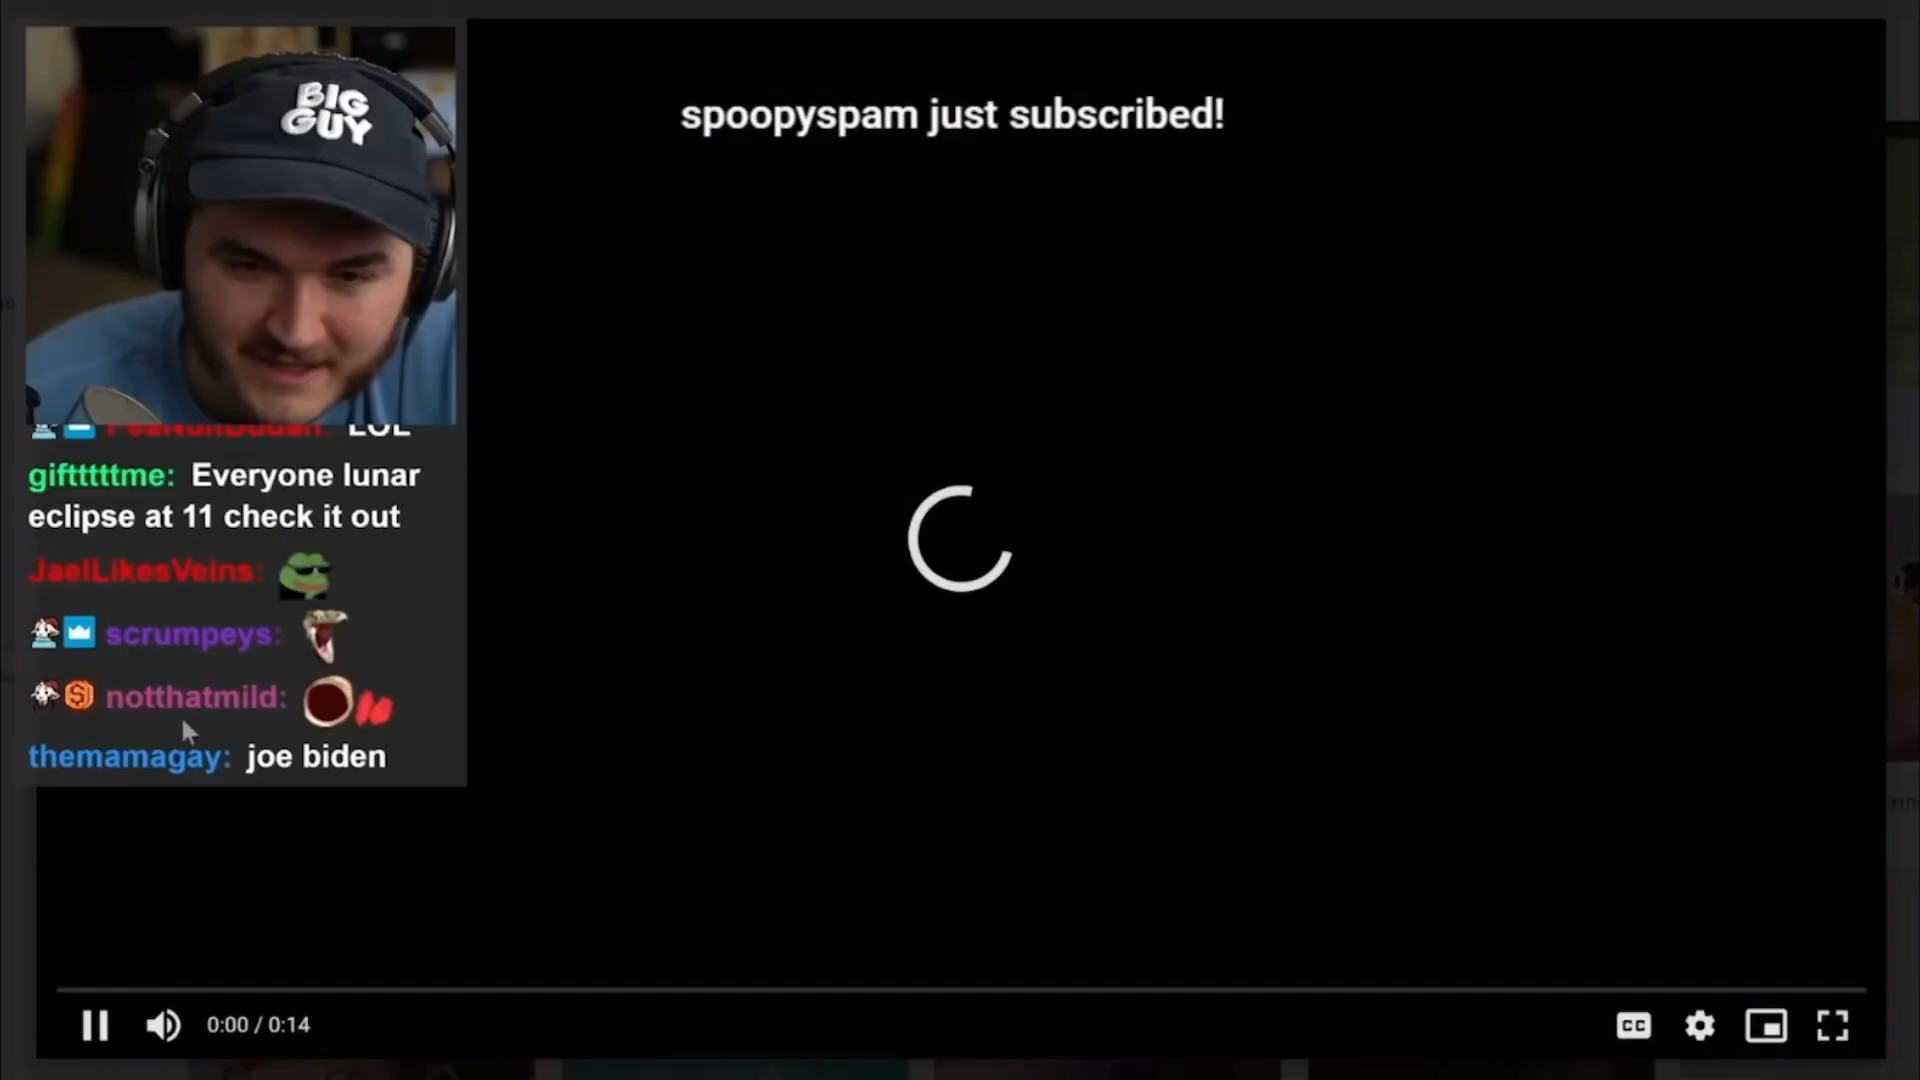 BIG
GUY
spoopyspam just subscribed!
LOL
gifttttttme: Everyone lunar
eclipse at 11 check it out
JaelLikesVeins:
scrumpeys:
notthatmild:
themamagay: joe biden
0:00 / 0:14
CC